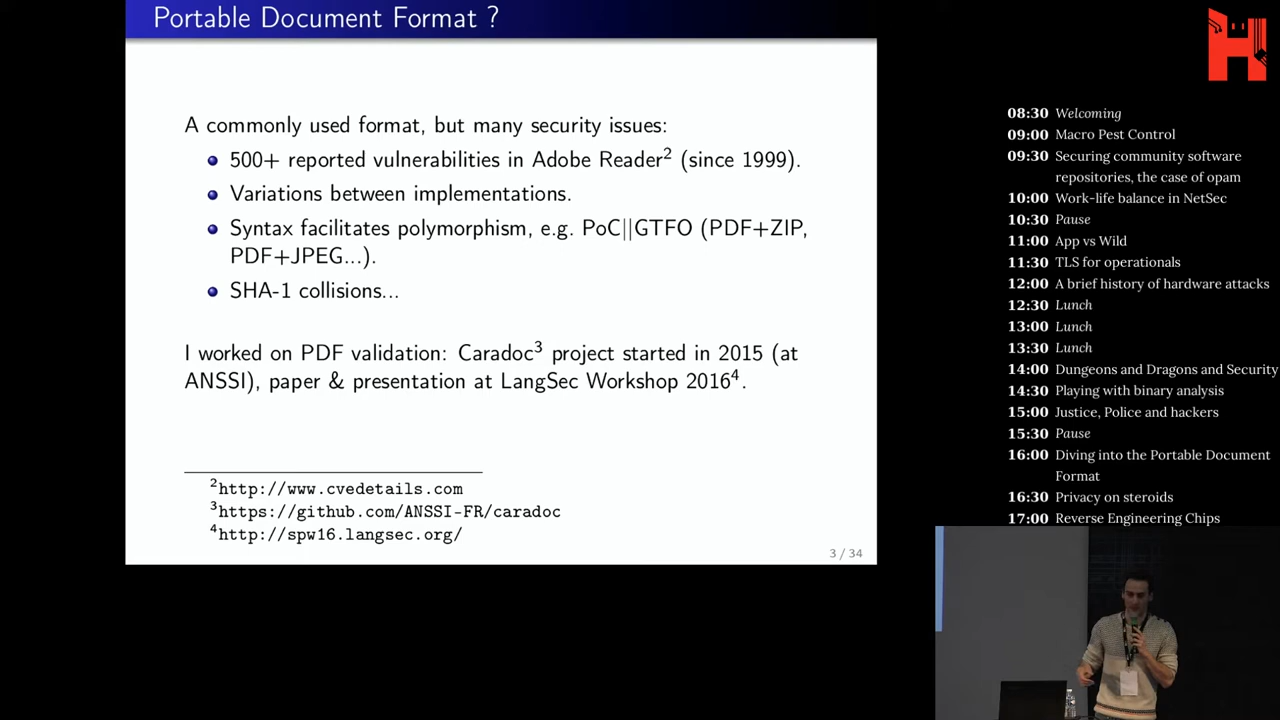 Portable Document Format ?
A commonly used format, but many security issues:
500+ reported vulnerabilities in Adobe Reader2 (since 1999).
Variations between implementations.
Syntax facilitates polymorphism, e.g. PoC||GTFO (PDF+ZIP,
PDF+JPEG...).
SHA-1 collisions...
I worked on PDF validation: Caradoc3 project started in 2015 (at
ANSSI), paper & presentation at LangSec Workshop 20164.
2http://www.cvedetails.com
3https://github.com/ANSSI-FR/caradoc
4http://spw16.langsec.org/
3 / 34
08:30 Welcoming
09:00 Macro Pest Control
09:30 Securing community software
repositories, the case of opam
10:00 Work-life balance in NetSec
10:30 Pause
11:00 App vs Wild
11:30 TLS for operationals
12:00 A brief history of hardware attacks
12:30 Lunch
13:00 Lunch
13:30 Lunch
14:00 Dungeons and Dragons and Security
14:30 Playing with binary analysis
15:00 Justice, Police and hackers
15:30 Pause
16:00 Diving into the Portable Document
Format
16:30 Privacy on steroids
17:00 Reverse Engineering Chips